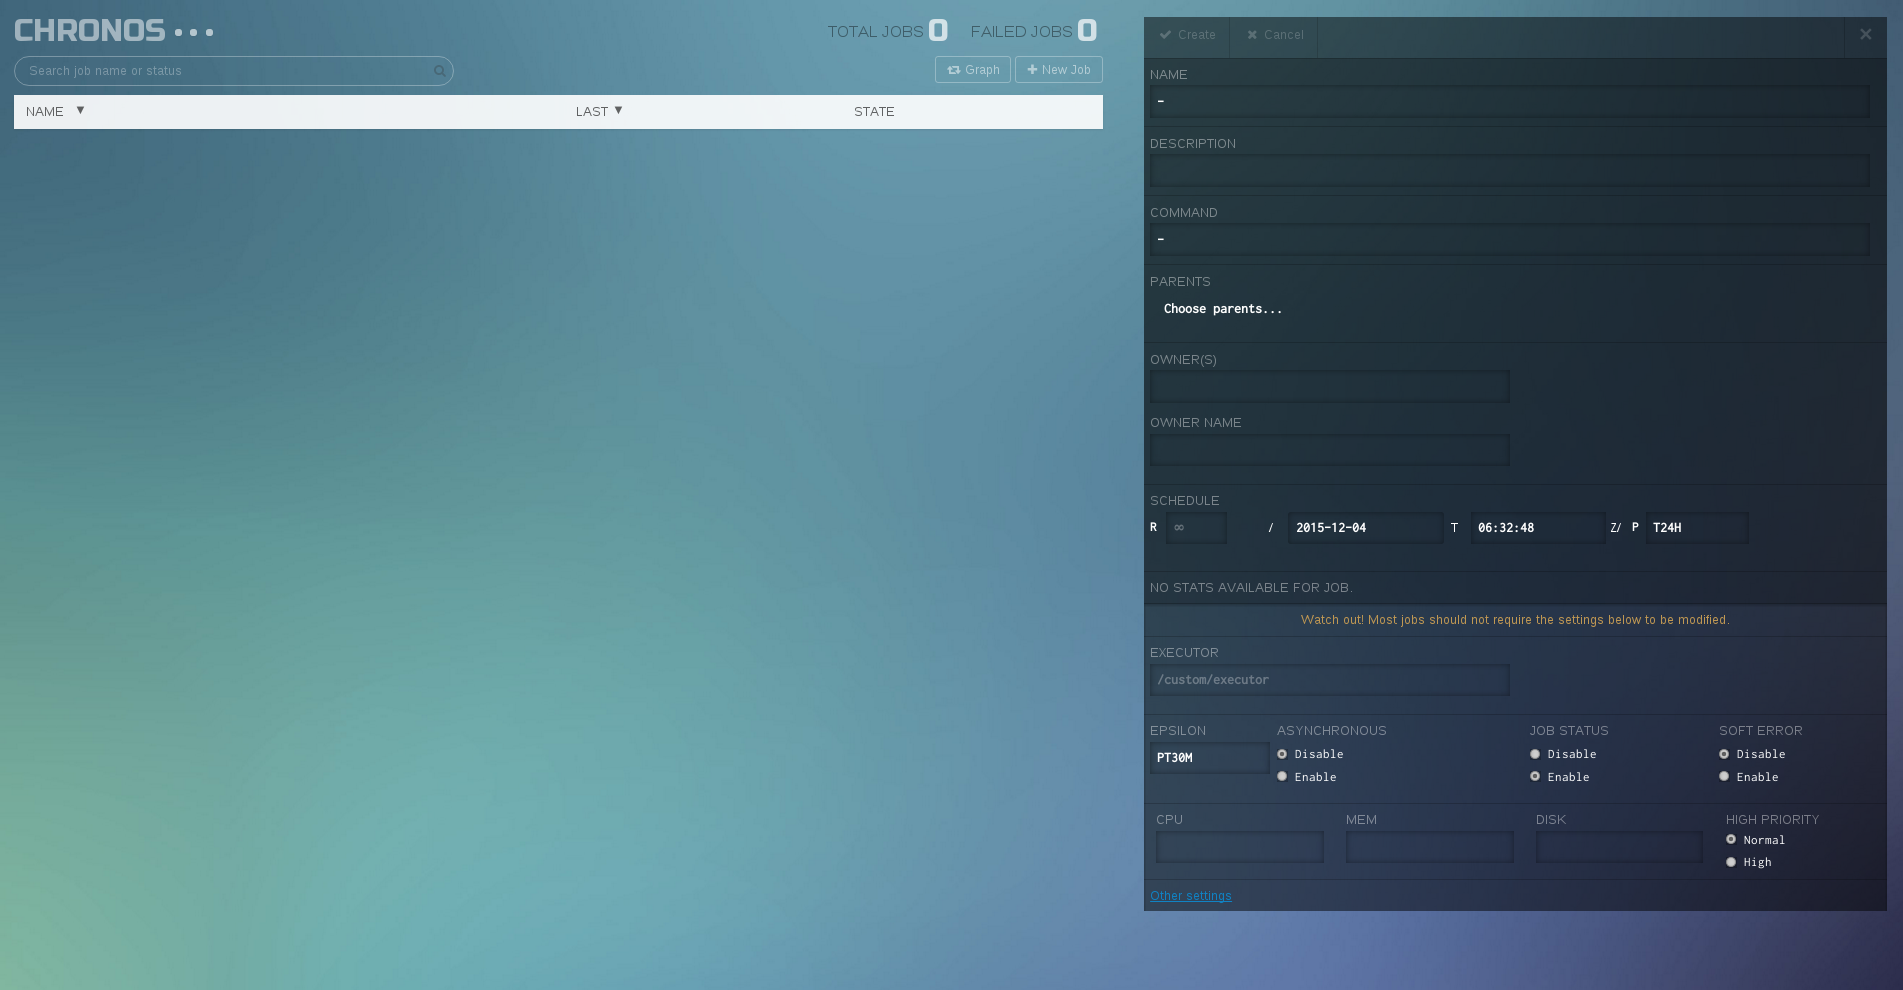 CHRONOS
TOTAL JOBS 0 FAILED JOBS 0
Search job name or status
Graph New Job
NAME ▼ LAST ▼ STATE
Create Cancel
NAME
-
DESCRIPTION
COMMAND
-
PARENTS
Choose parents...
OWNER(S)
OWNER NAME
SCHEDULE
R ∞ / 2015-12-04 T 06:32:48 Z/ P T24H
NO STATS AVAILABLE FOR JOB.
Watch out! Most jobs should not require the settings below to be modified.
EXECUTOR
/custom/executor
EPSILON ASYNCHRONOUS JOB STATUS SOFT ERROR
PT30M Disable Disable Disable
Enable Enable Enable
CPU MEM DISK HIGH PRIORITY
Normal
High
Other settings